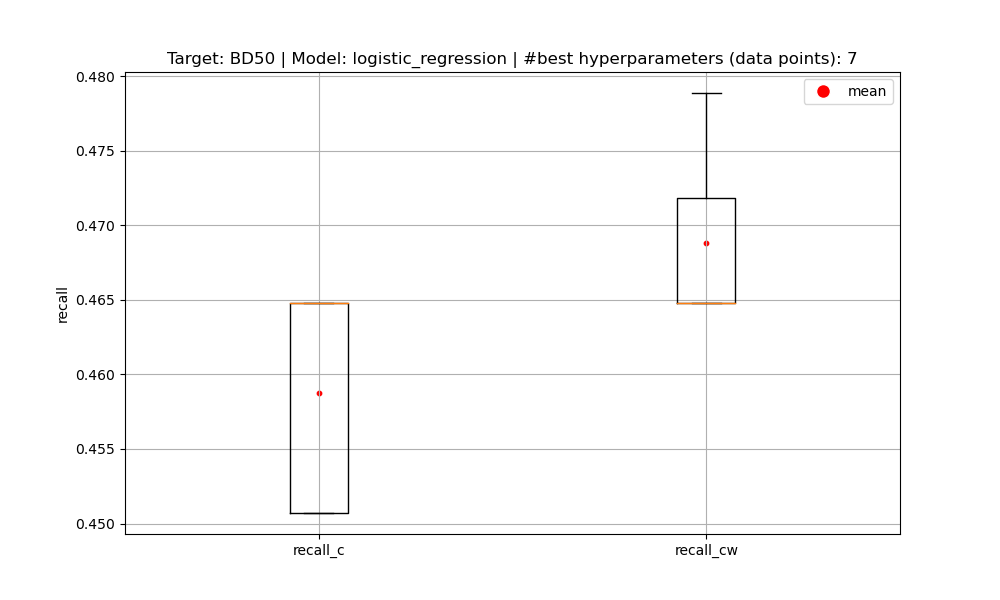 Target: BD50 | Model: logistic_regression | #best hyperparameters (data points): 7
mean
0.480
0.475
0.470
0.465
0.460
0.455
0.450
recall
recall_c
recall_cw